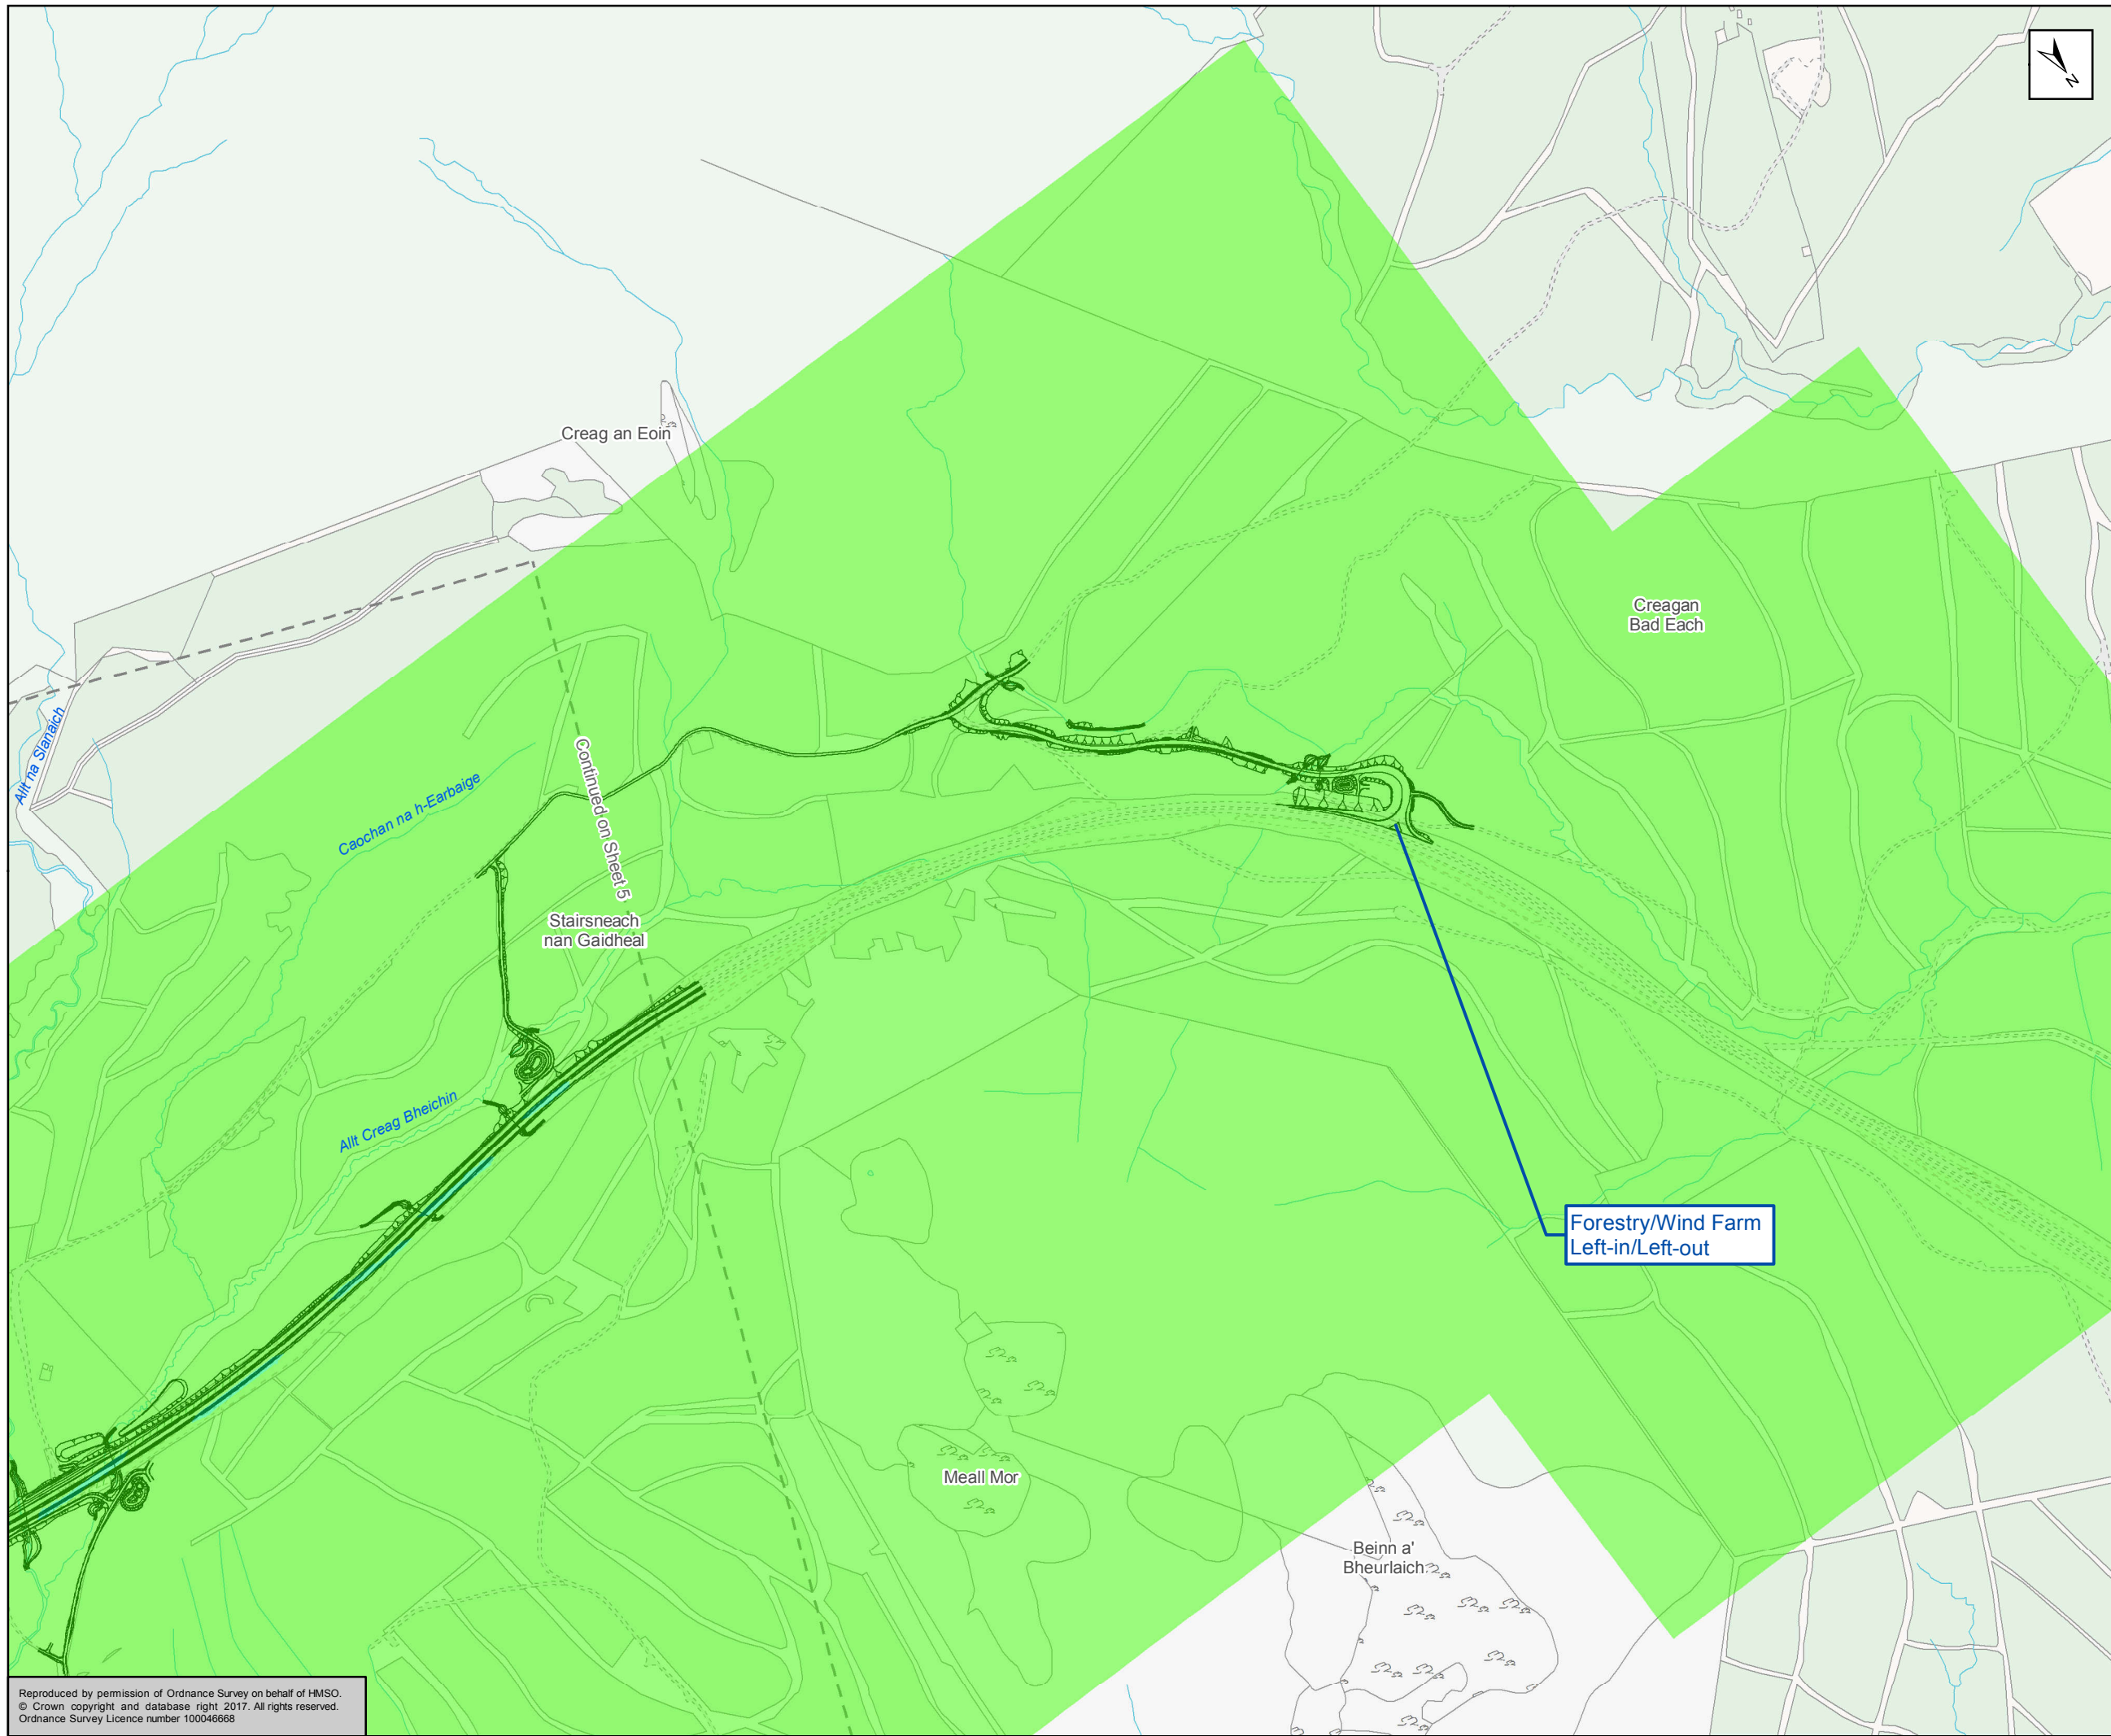 N
Creag an Eoin
Creagan
Bad Each
Allt na Slanaich
Continued on Sheet 5
Caochan na h-Earbaige
Stairsneach
nan Gaidheal
Allt Creag Bheichin
Forestry/Wind Farm
Left-in/Left-out
Meall Mor
Beinn a'
Bheurlaich
Reproduced by permission of Ordnance Survey on behalf of HMSO.
© Crown copyright and database right 2017. All rights reserved.
Ordnance Survey Licence number 100046668